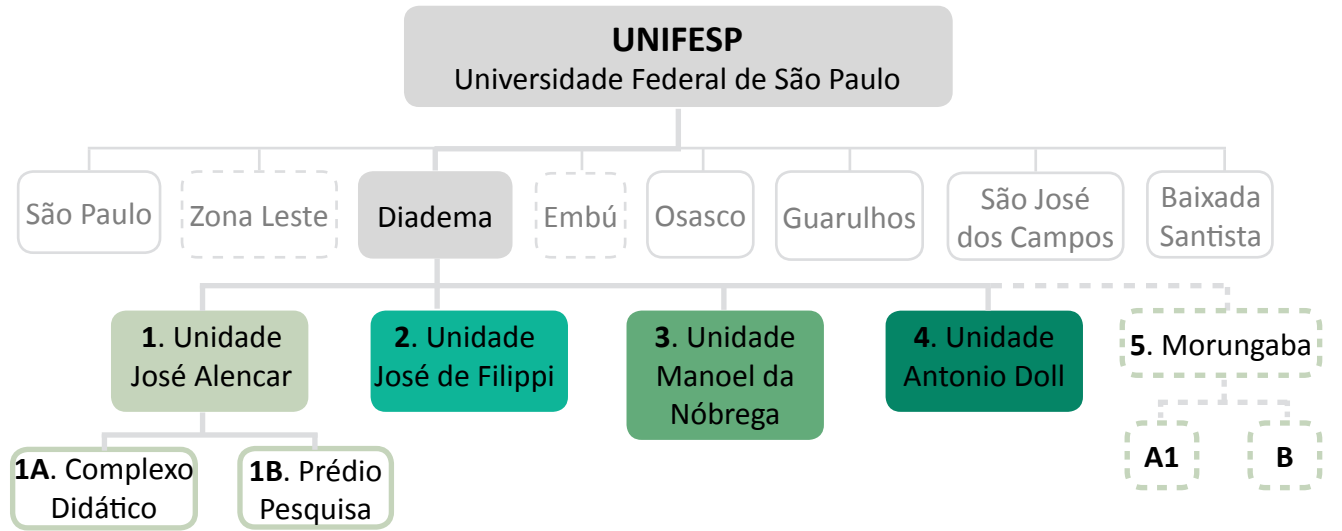 UNIFESP
Universidade Federal de São Paulo
São Paulo
Zona Leste
Diadema
Embú
Osasco
Guarulhos
São José
dos Campos
Baixada
Santista
1. Unidade
José Alencar
2. Unidade
José de Filippi
3. Unidade
Manoel da
Nóbrega
4. Unidade
Antonio Doll
5. Morungaba
1A. Complexo
Didático
1B. Prédio
Pesquisa
A1
B